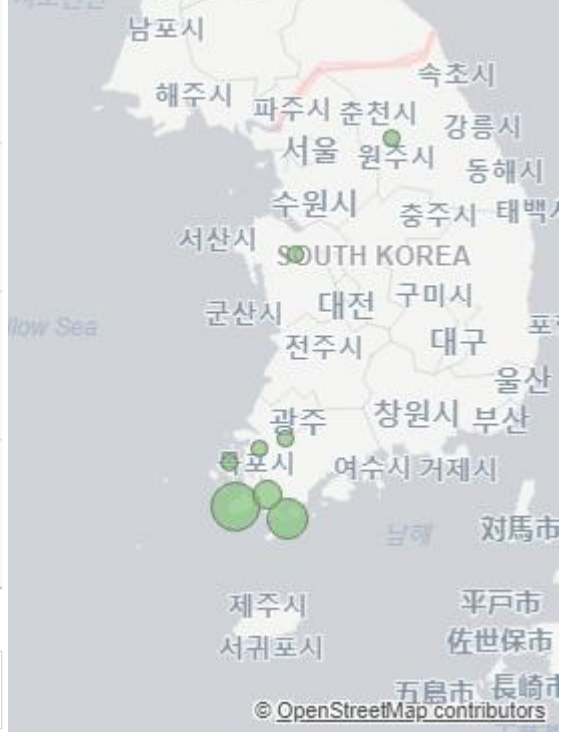 남포시
속초시
해주시
파주시
춘천시
강릉시
서울
원주시
동해시
수원시
충주시
태백시
서산시
SOUTH KOREA
구미시
대전
군산시
llow Sea
포
전주시
대구
울산
광주
창원시
부산
목포시
여수시
거제시
남해
対馬市
제주시
平戸市
서귀포시
佐世保市
五島市
長崎市
© OpenStreetMap contributors